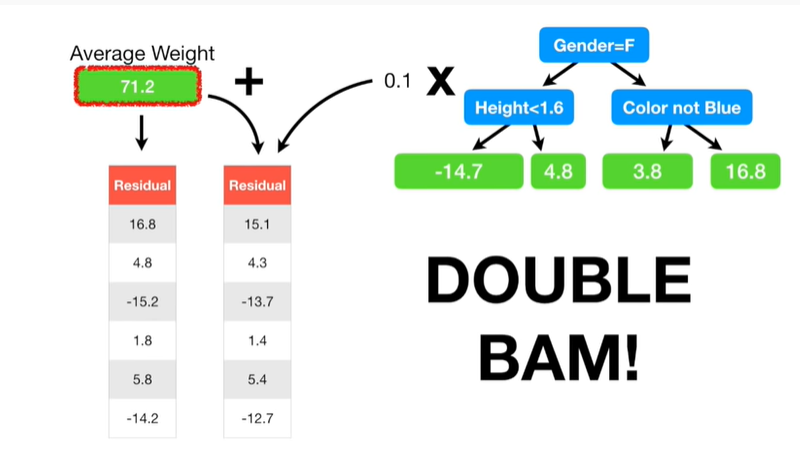 Average Weight
71.2
+
0.1 X
Gender=F
Height<1.6
Color not Blue
-14.7
4.8
3.8
16.8
Residual
16.8
4.8
-15.2
1.8
5.8
-14.2
Residual
15.1
4.3
-13.7
1.4
5.4
-12.7
DOUBLE
BAM!